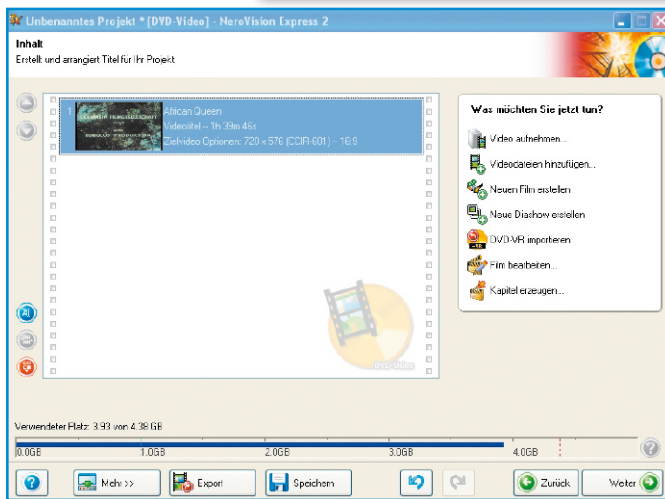 Unbenanntes Projekt * [DVD-Video] - NeroVision Express 2
Inhalt
Erstellt und arrangiert Titel für Ihr Projekt
1
African Queen
Videotitel – 1h 39m 46s
Zielvideo Optionen: 720 x 576 (CCIR-601) – 16:9
DVD-Video
Was möchten Sie jetzt tun?
Video aufnehmen...
Videodateien hinzufügen...
Neuen Film erstellen
Neue Diashow erstellen
DVD-VR importieren
Film bearbeiten...
Kapitel erzeugen...
Verwendeter Platz: 3.93 von 4.38 GB
0.0GB 1.0GB 2.0GB 3.0GB 4.0GB
Mehr >> Export Speichern Zurück Weiter